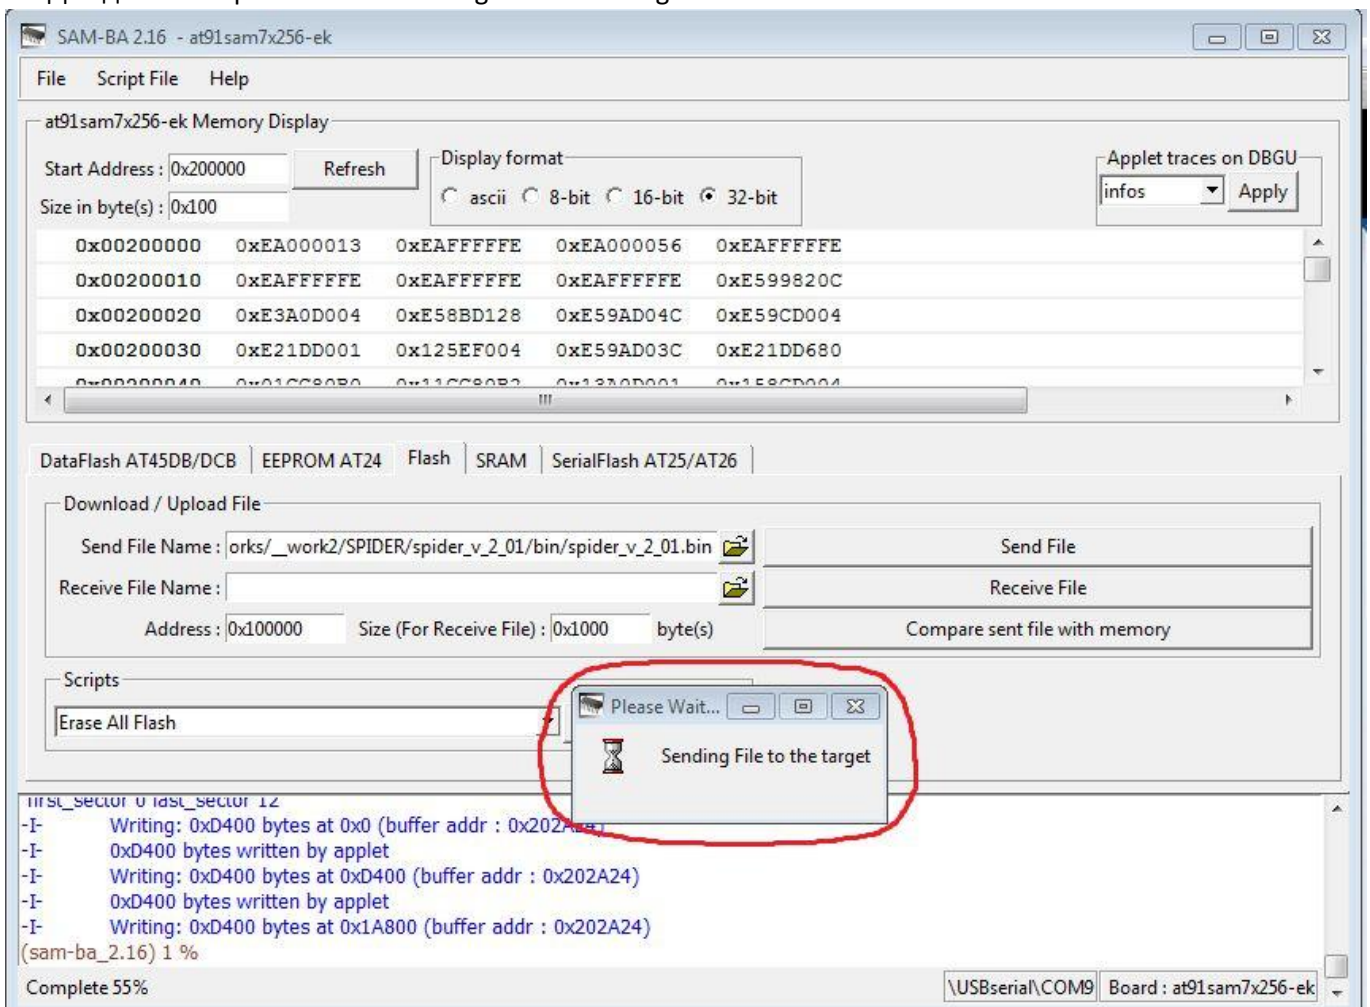 SAM-BA 2.16 - at91sam7x256-ek
File Script File Help
at91sam7x256-ek Memory Display
Start Address : 0x200000 Refresh
Size in byte(s) : 0x100
Display format
ascii 8-bit 16-bit 32-bit
Applet traces on DBGU
infos Apply
0x00200000 0xEA000013 0xEAFFFFFE 0xEA000056 0xEAFFFFFE
0x00200010 0xEAFFFFFE 0xEAFFFFFE 0xEAFFFFFE 0xE599820C
0x00200020 0xE3A0D004 0xE58BD128 0xE59AD04C 0xE59CD004
0x00200030 0xE21DD001 0x125EF004 0xE59AD03C 0xE21DD680
DataFlash AT45DB/DCB EEPROM AT24 Flash SRAM SerialFlash AT25/AT26
Download / Upload File
Send File Name : orks/__work2/SPIDER/spider_v_2_01/bin/spider_v_2_01.bin Send File
Receive File Name : Receive File
Address : 0x100000 Size (For Receive File) : 0x1000 byte(s) Compare sent file with memory
Scripts
Erase All Flash
Please Wait...
Sending File to the target
first_sector 0 last_sector 12
-I- Writing: 0xD400 bytes at 0x0 (buffer addr : 0x202A24)
-I- 0xD400 bytes written by applet
-I- Writing: 0xD400 bytes at 0xD400 (buffer addr : 0x202A24)
-I- 0xD400 bytes written by applet
-I- Writing: 0xD400 bytes at 0x1A800 (buffer addr : 0x202A24)
(sam-ba_2.16) 1 %
Complete 55% \USBserial\COM9 Board : at91sam7x256-ek